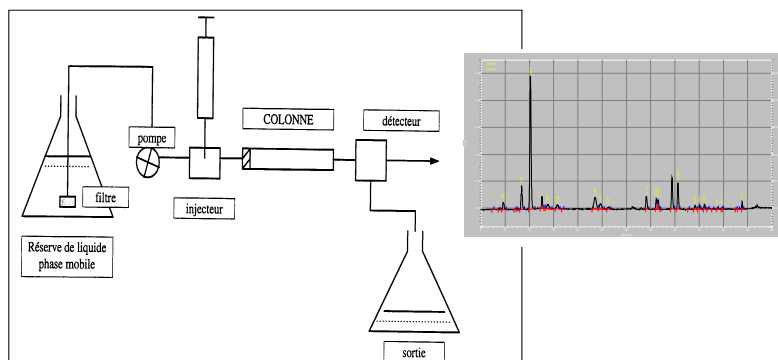 COLONNE
détecteur
pompe
filtre
injecteur
Réserve de liquide
phase mobile
sortie